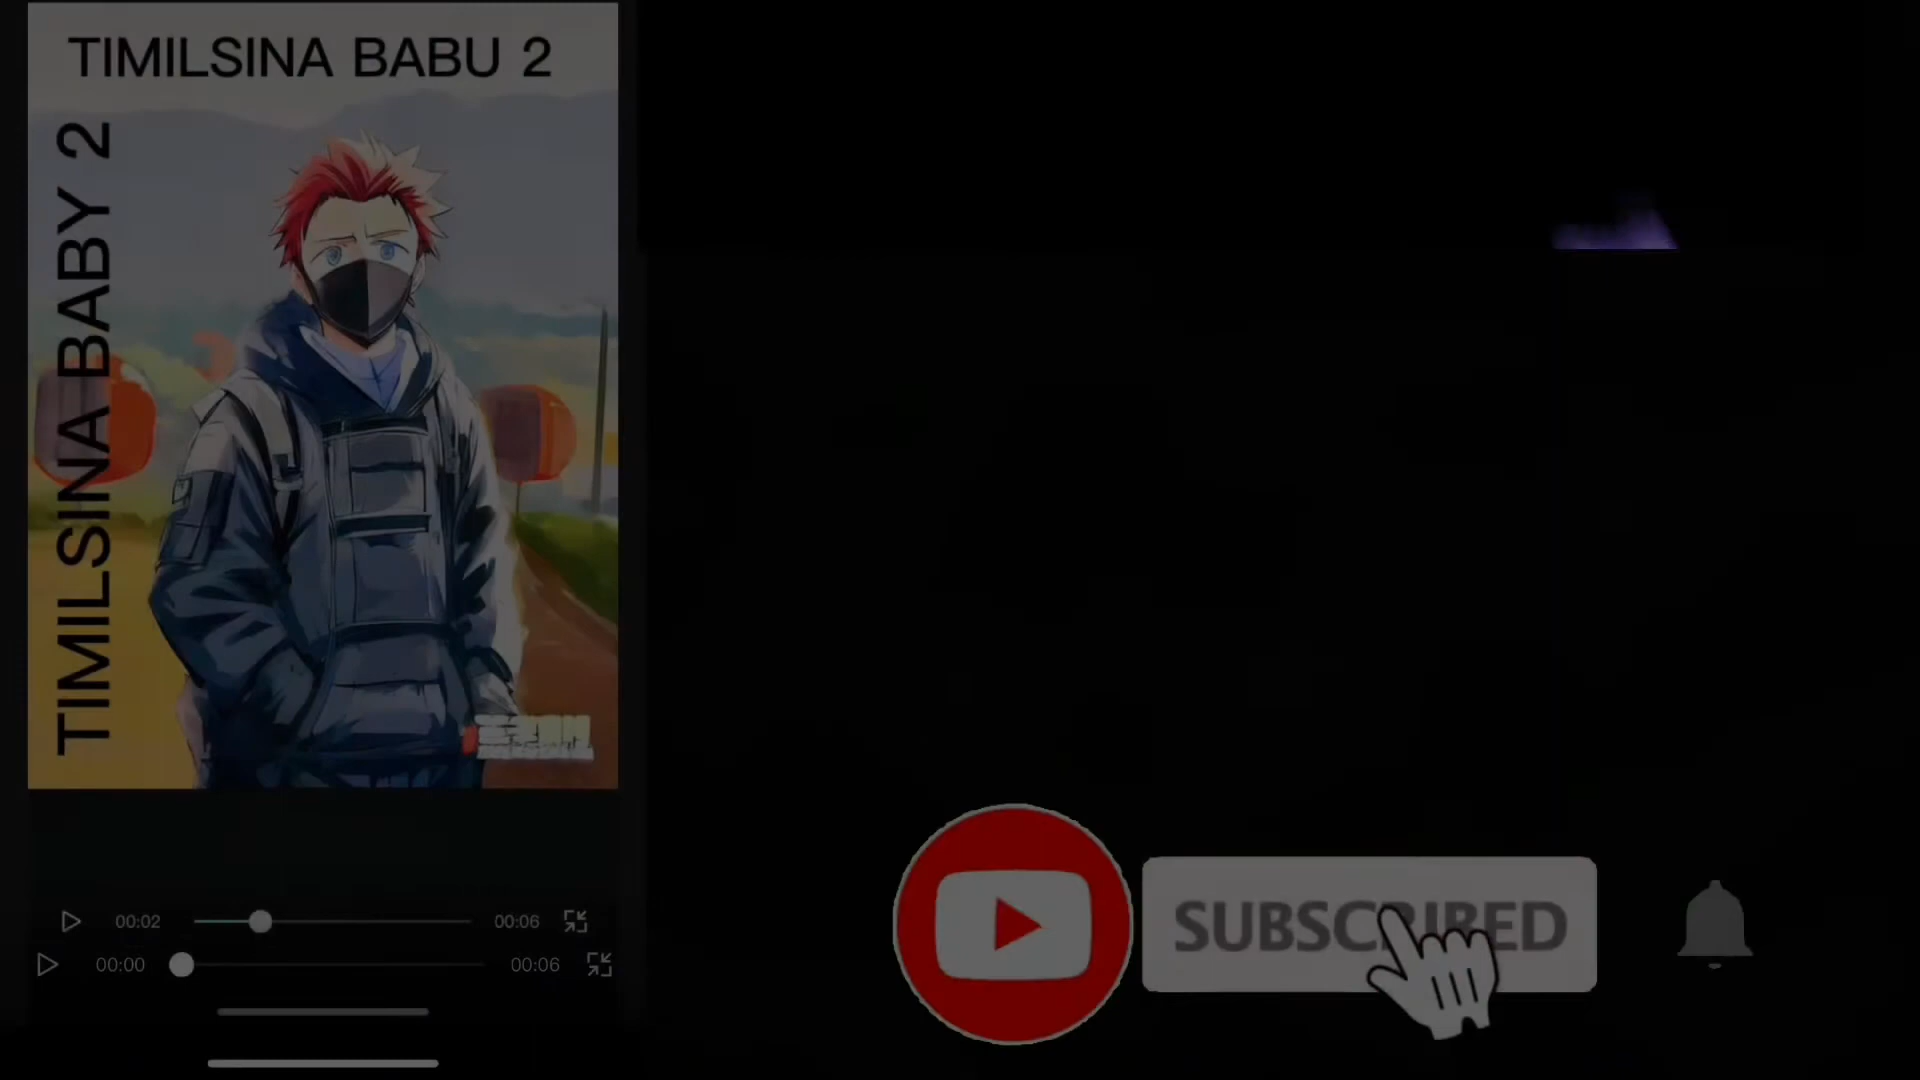 TIMILSINA BABU 2
TIMILSINA BABY 2
00:02
00:06
00:00
00:06
SUBSCRIBED